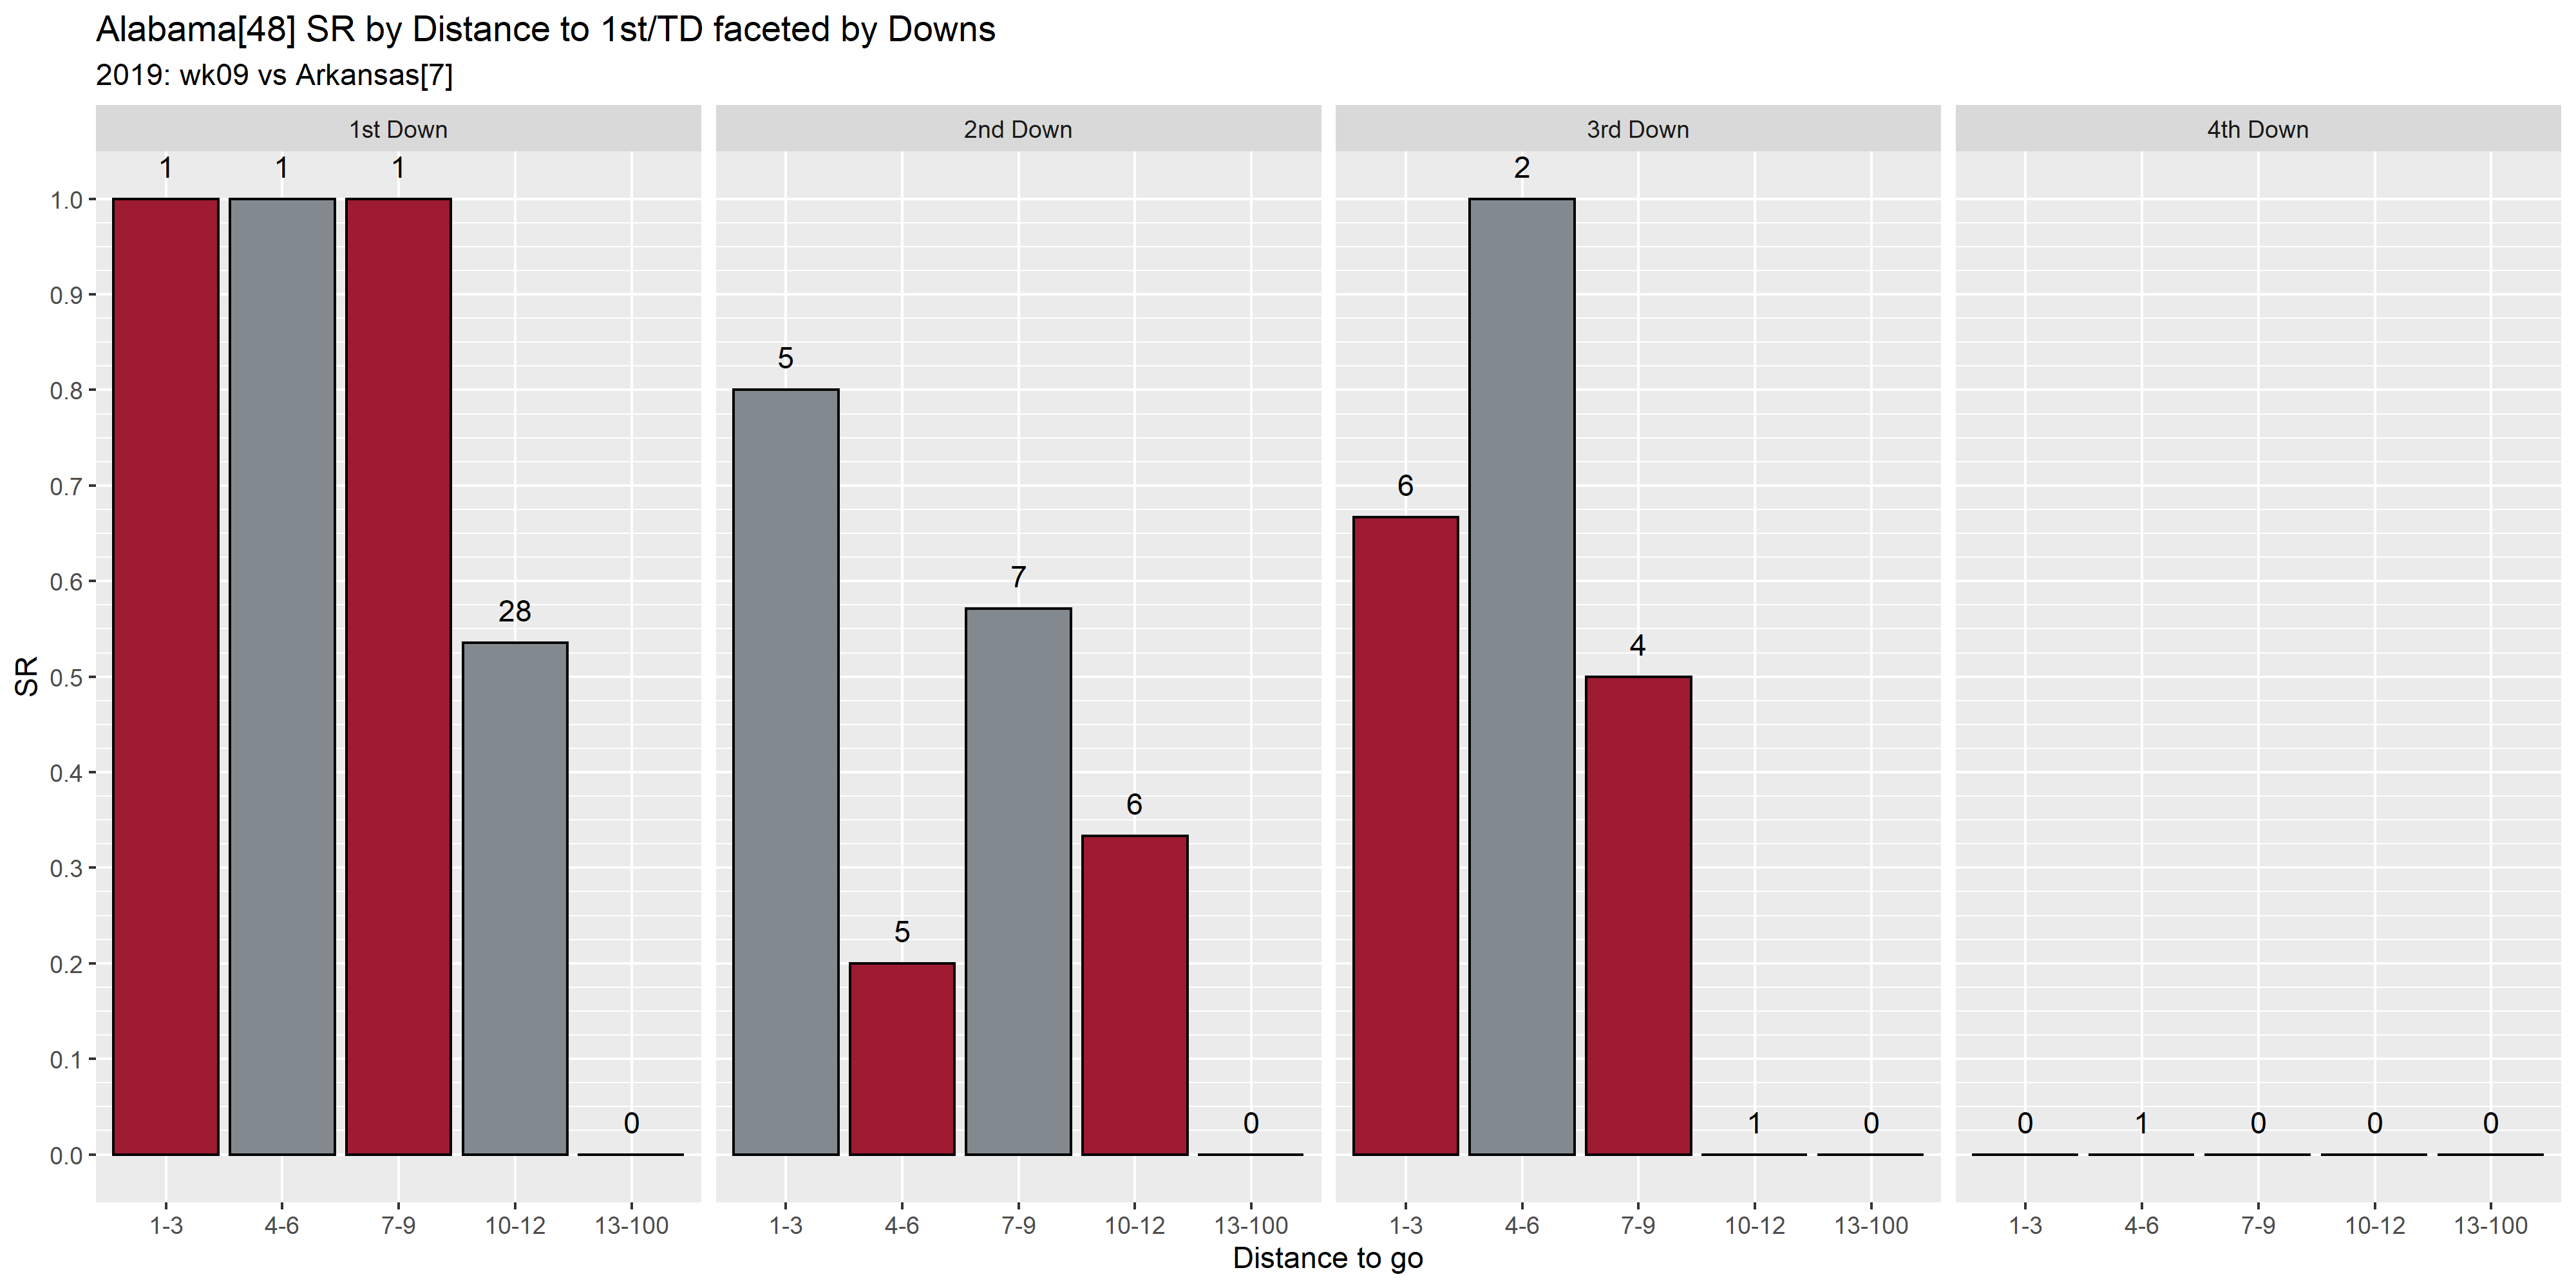 Alabama[48] SR by Distance to 1st/TD faceted by Downs
2019: wk09 vs Arkansas[7]
1st Down
2nd Down
3rd Down
4th Down
SR
1.0
0.9
0.8
0.7
0.6
0.5
0.4
0.3
0.2
0.1
0.0
1 1 1 28 0
5 5 7 6 0
6 2 4 1 0
0 1 0 0 0
1-3 4-6 7-9 10-12 13-100
1-3 4-6 7-9 10-12 13-100
1-3 4-6 7-9 10-12 13-100
1-3 4-6 7-9 10-12 13-100
Distance to go